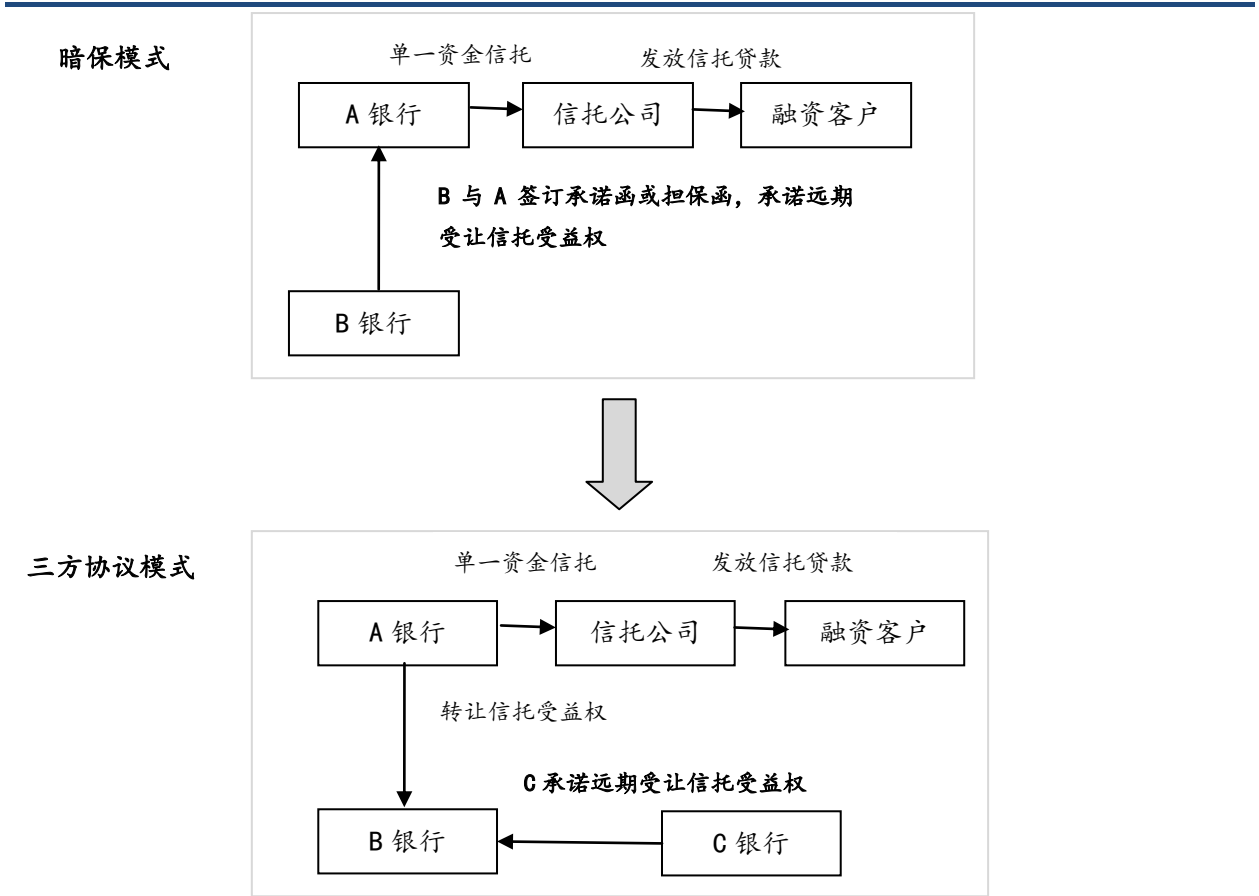 暗保模式
单一资金信托
发放信托贷款
A 银行
信托公司
融资客户
B 与 A 签订承诺函或担保函，承诺远期
受让信托受益权
B 银行
三方协议模式
单一资金信托
发放信托贷款
A 银行
信托公司
融资客户
转让信托受益权
C 承诺远期受让信托受益权
B 银行
C 银行